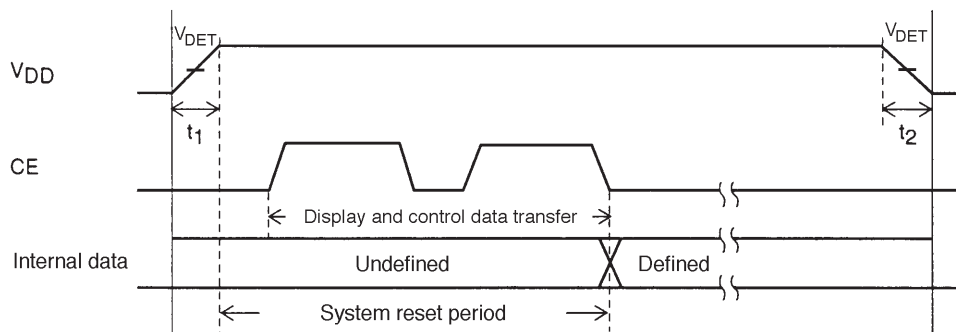 VDET
VDET
VDD
t1
t2
CE
Display and control data transfer
Internal data
Undefined
Defined
System reset period